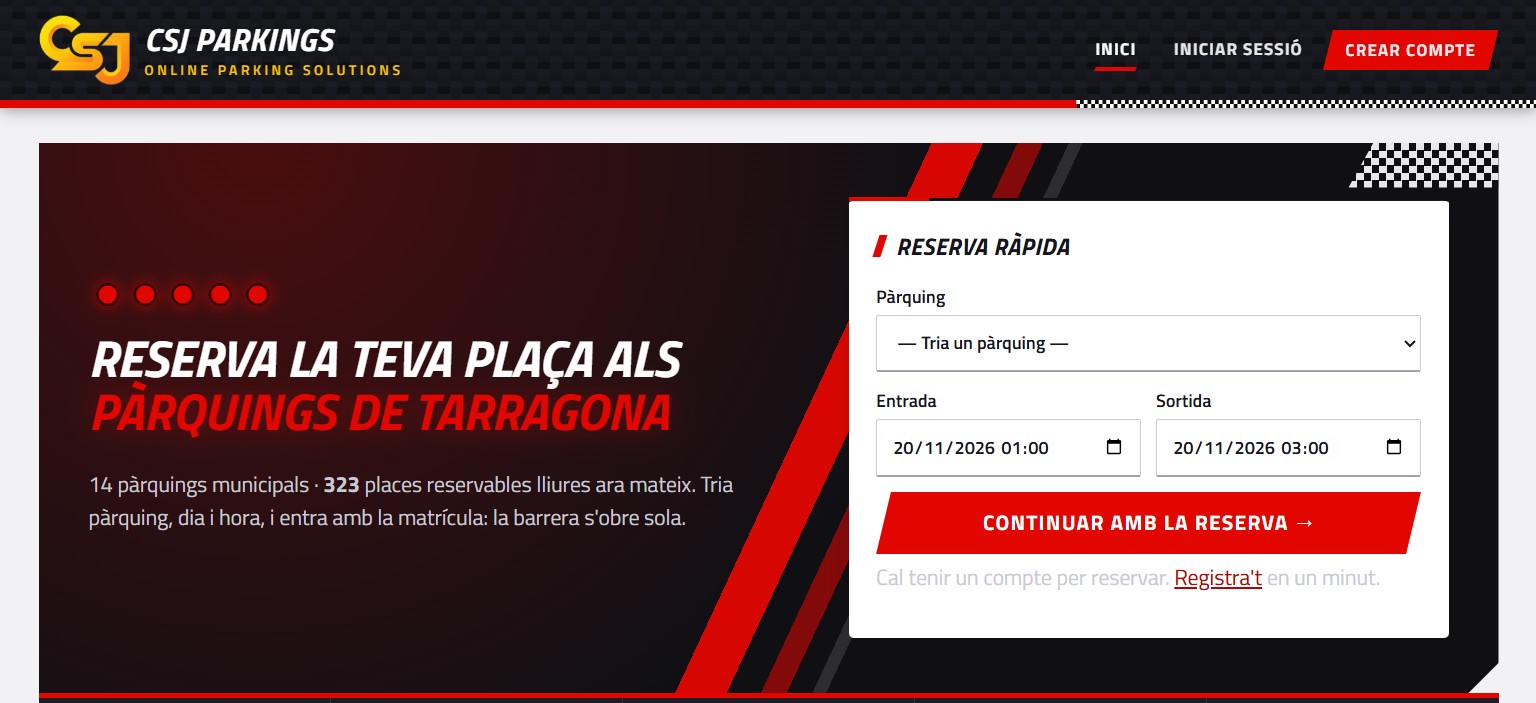 CSJ
CSJ PARKINGS
ONLINE PARKING SOLUTIONS
INICI
INICIAR SESSIÓ
CREAR COMPTE
RESERVA LA TEVA PLAÇA ALS
PÀRQUINGS DE TARRAGONA
14 pàrquings municipals · 323 places reservables lliures ara mateix. Tria
pàrquing, dia i hora, i entra amb la matrícula: la barrera s'obre sola.
RESERVA RÀPIDA
Pàrquing
— Tria un pàrquing —
Entrada
Sortida
20/11/2026 01:00
20/11/2026 03:00
CONTINUAR AMB LA RESERVA →
Cal tenir un compte per reservar. Registra't en un minut.